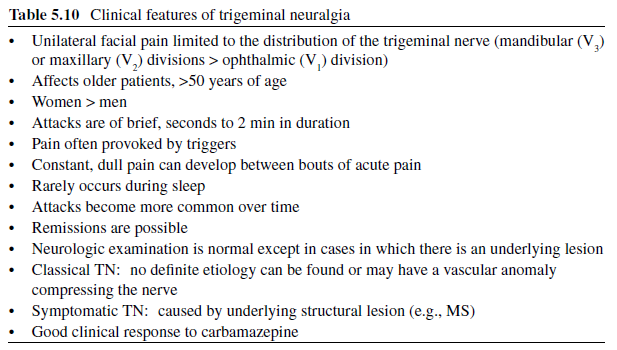 Table 5.10 Clinical features of trigeminal neuralgia
• Unilateral facial pain limited to the distribution of the trigeminal nerve (mandibular (V₃)
or maxillary (V₂) divisions > ophthalmic (V₁) division)
• Affects older patients, >50 years of age
• Women > men
• Attacks are of brief, seconds to 2 min in duration
• Pain often provoked by triggers
• Constant, dull pain can develop between bouts of acute pain
• Rarely occurs during sleep
• Attacks become more common over time
• Remissions are possible
• Neurologic examination is normal except in cases in which there is an underlying lesion
• Classical TN: no definite etiology can be found or may have a vascular anomaly
compressing the nerve
• Symptomatic TN: caused by underlying structural lesion (e.g., MS)
• Good clinical response to carbamazepine